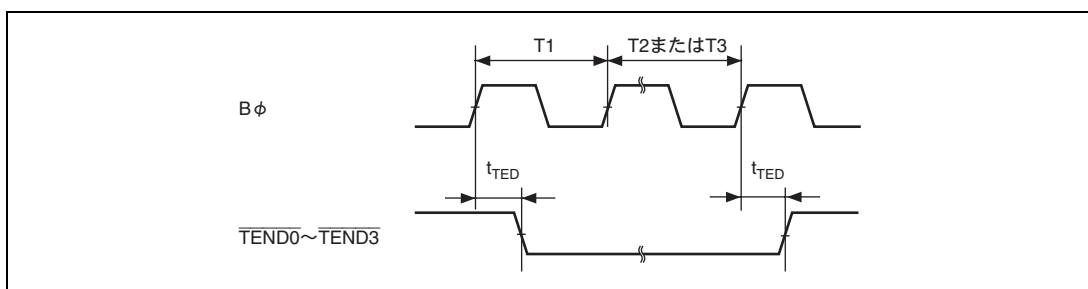 T1 T2またはT3
Bφ
tTED tTED
TEND0～TEND3